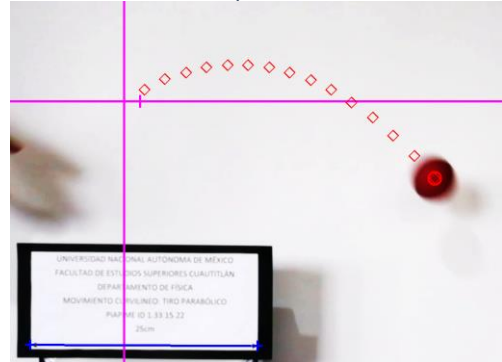 UNIVERSIDAD NACIONAL AUTÓNOMA DE MÉXICO
FACULTAD DE ESTUDIOS SUPERIORES CUAUTITLÁN
DEPARTAMENTO DE FÍSICA
MOVIMIENTO CURVILINEO: TIRO PARABÓLICO
PIAPIME ID 1.33.15.22
25cm